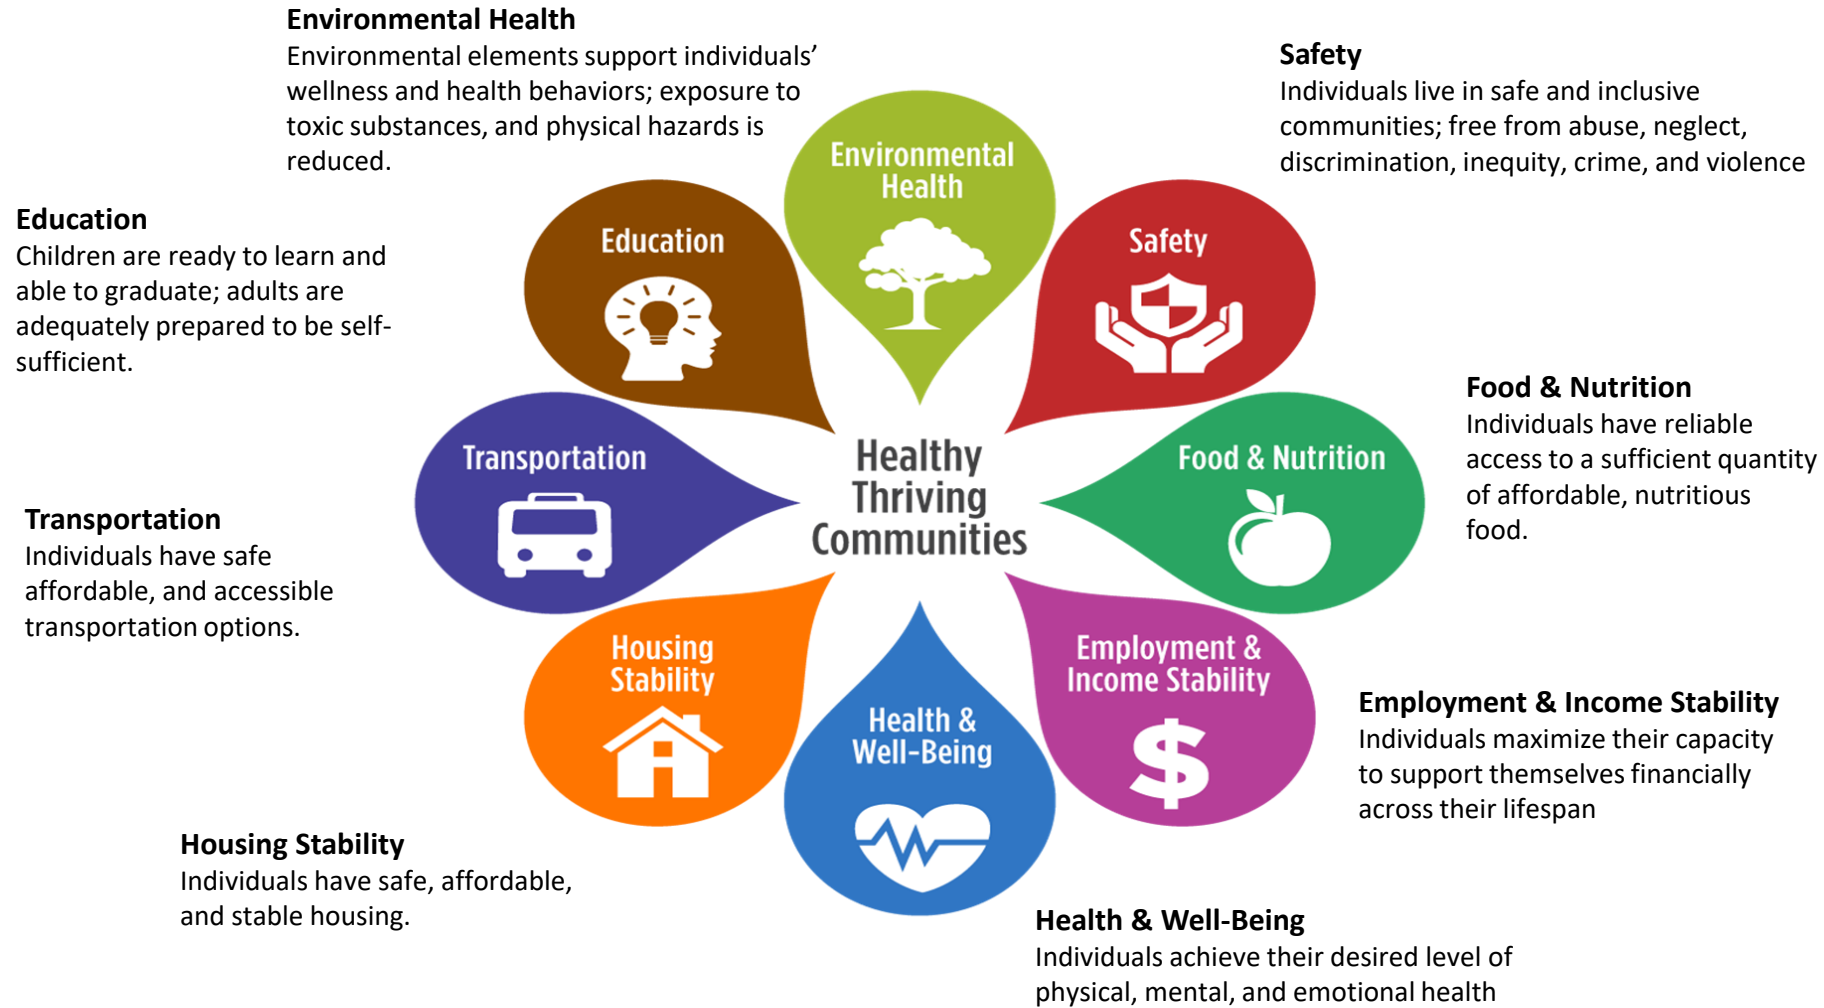 Environmental Health
Environmental elements support individuals’
wellness and health behaviors; exposure to
toxic substances, and physical hazards is
reduced.
Safety
Individuals live in safe and inclusive
communities; free from abuse, neglect,
discrimination, inequity, crime, and violence
Education
Children are ready to learn and
able to graduate; adults are
adequately prepared to be self-
sufficient.
Environmental
Health
Education
Safety
Food & Nutrition
Individuals have reliable
access to a sufficient quantity
of affordable, nutritious
food.
Transportation
Healthy
Thriving
Communities
Food & Nutrition
Transportation
Individuals have safe
affordable, and accessible
transportation options.
Housing
Stability
Health &
Well-Being
Employment &
Income Stability
$
Employment & Income Stability
Individuals maximize their capacity
to support themselves financially
across their lifespan
Housing Stability
Individuals have safe, affordable,
and stable housing.
Health & Well-Being
Individuals achieve their desired level of
physical, mental, and emotional health